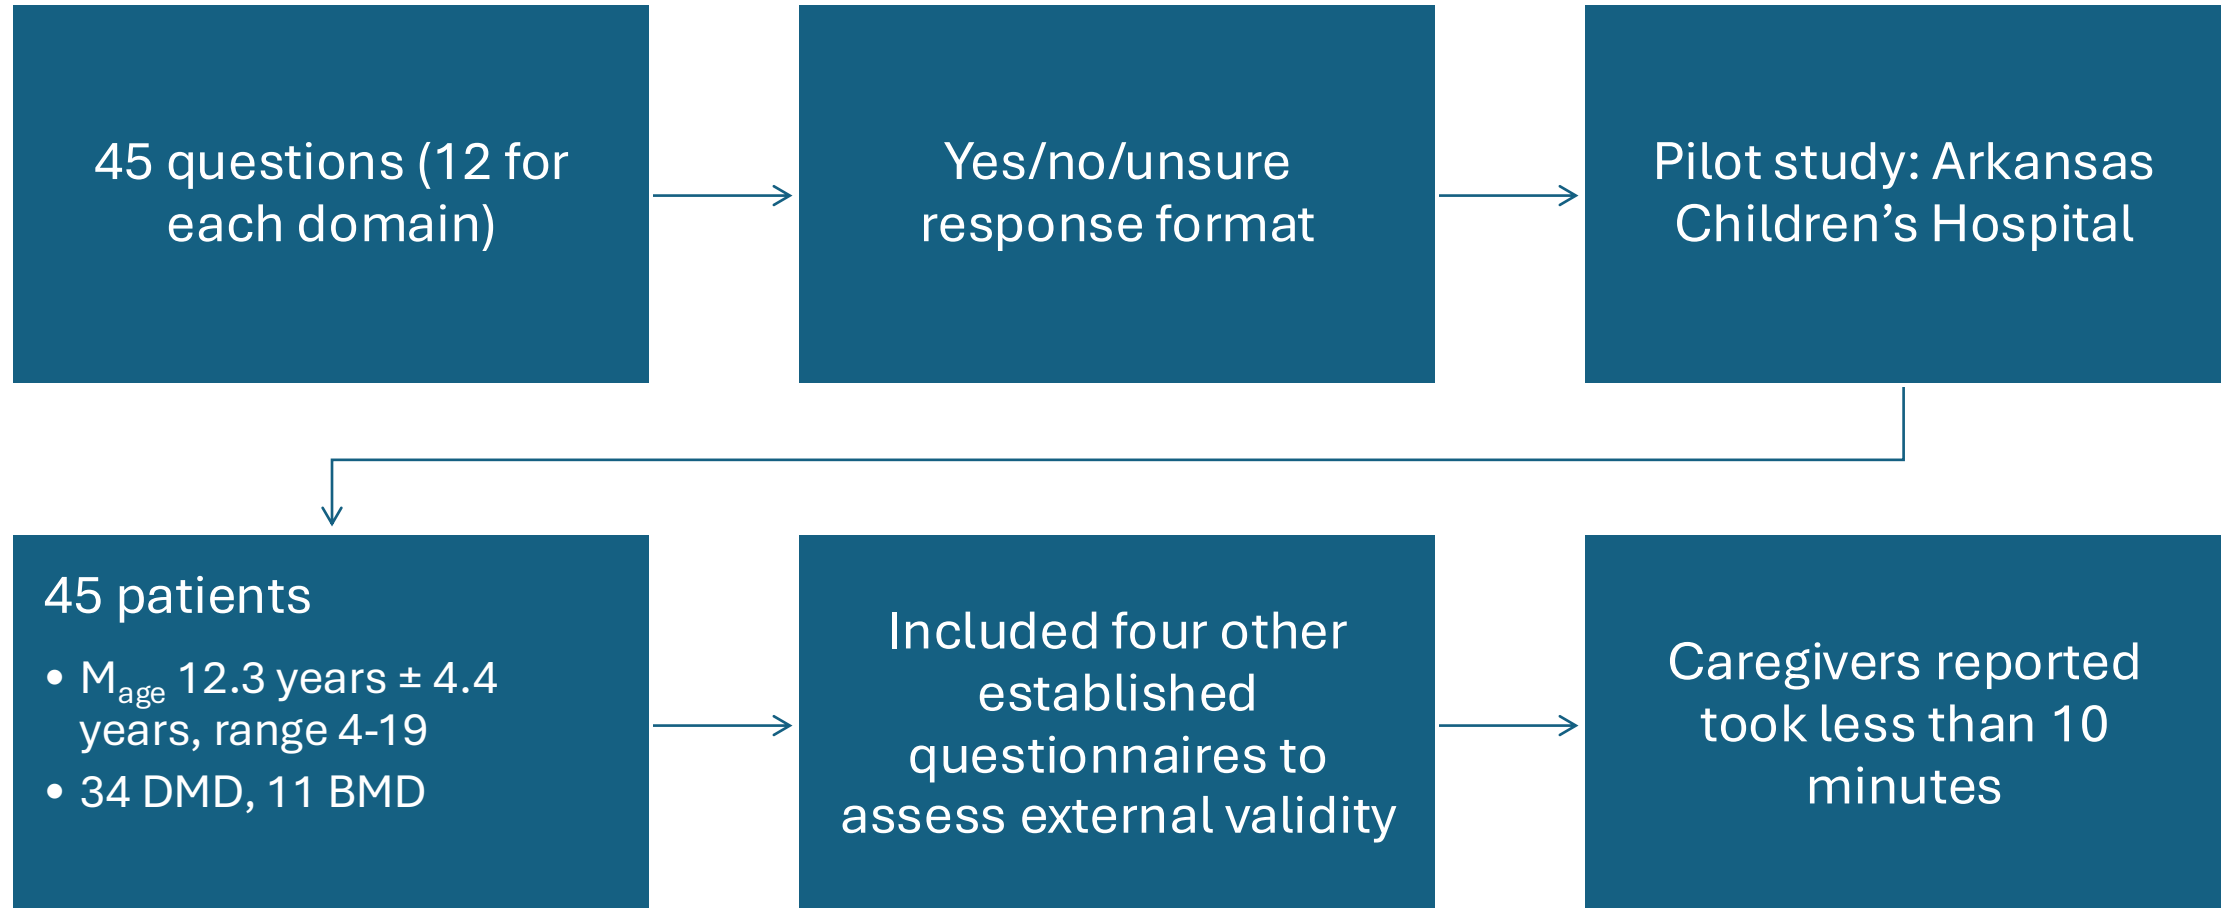 45 questions (12 for
each domain)
Yes/no/unsure
response format
Pilot study: Arkansas
Children’s Hospital
45 patients
• Mage 12.3 years ± 4.4
years, range 4-19
• 34 DMD, 11 BMD
Included four other
established
questionnaires to
assess external validity
Caregivers reported
took less than 10
minutes